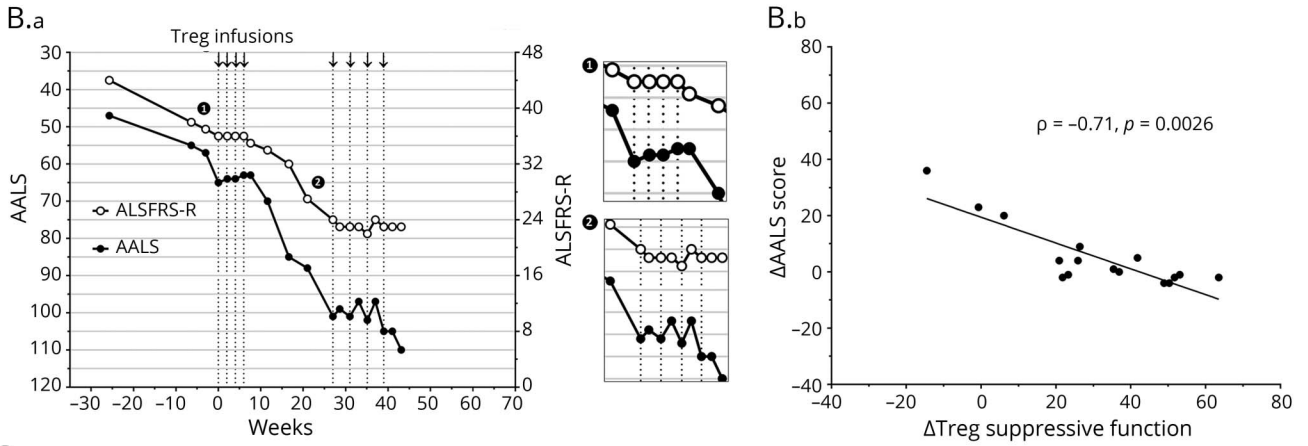 B.a
Treg infusions
30
40
50
60
70
80
90
100
110
120
AALS
48
40
32
24
16
8
0
ALSFRS-R
1
2
ALSFRS-R
AALS
−30 −20 −10 0 10 20 30 40 50 60 70
Weeks
1
2
B.b
80
60
40
20
0
−20
−40
ΔAALS score
ρ = −0.71, p = 0.0026
−40 −20 0 20 40 60 80
ΔTreg suppressive function